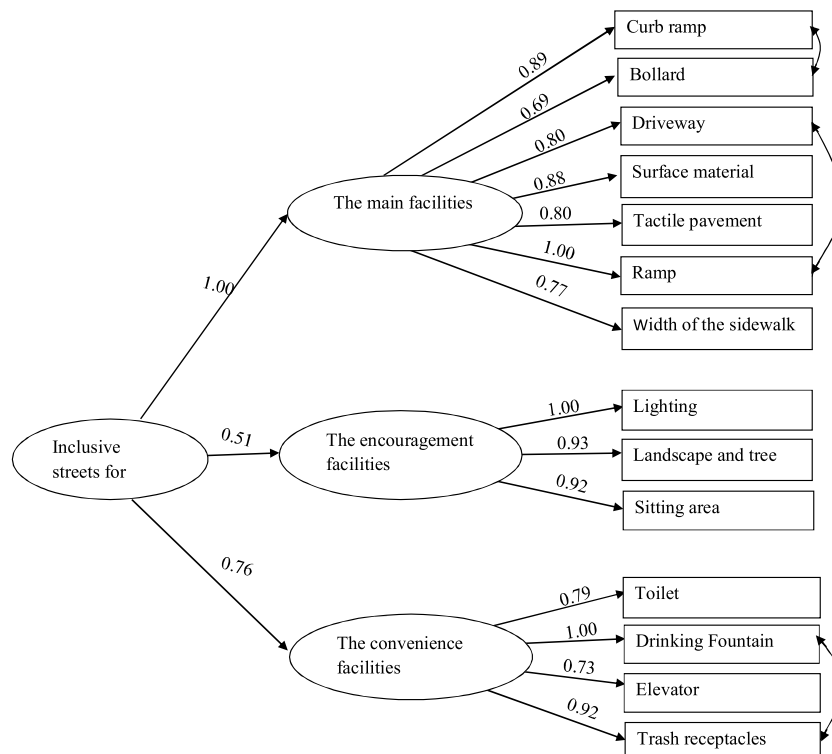 Curb ramp
0.89
Bollard
0.69
Driveway
0.80
Surface material
0.88
The main facilities
Tactile pavement
0.80
Ramp
1.00
0.77
Width of the sidewalk
1.00
Lighting
1.00
Inclusive
streets for
0.51
The encouragement
facilities
0.93
Landscape and tree
0.92
Sitting area
0.76
Toilet
0.79
The convenience
facilities
1.00
Drinking Fountain
0.73
Elevator
0.92
Trash receptacles